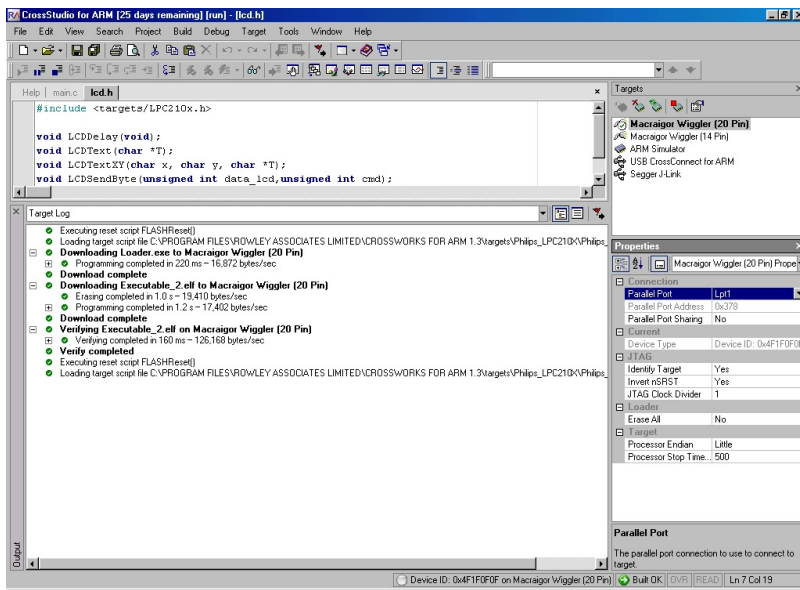 CrossStudio for ARM [25 days remaining] [run] - [lcd.h]
File Edit View Search Project Build Debug Target Tools Window Help
Help main.c lcd.h
#include <targets/LPC210x.h>
void LCDDelay(void);
void LCDText(char *T);
void LCDTextXY(char x, char y, char *T);
void LCDSendByte(unsigned int data_lcd,unsigned int cmd);
Target Log
Executing reset script FLASHReset()
Loading target script file C:\PROGRAM FILES\ROWLEY ASSOCIATES LIMITED\CROSSWORKS FOR ARM 1.3\targets\Philips_LPC210X\Philips_
Downloading Loader.exe to Macraigor Wiggler (20 Pin)
Programming completed in 220 ms – 16,872 bytes/sec
Download complete
Downloading Executable_2.elf to Macraigor Wiggler (20 Pin)
Erasing completed in 1.0 s – 19,410 bytes/sec
Programming completed in 1.2 s – 17,402 bytes/sec
Download complete
Verifying Executable_2.elf on Macraigor Wiggler (20 Pin)
Verifying completed in 160 ms – 126,168 bytes/sec
Verify completed
Executing reset script FLASHReset()
Loading target script file C:\PROGRAM FILES\ROWLEY ASSOCIATES LIMITED\CROSSWORKS FOR ARM 1.3\targets\Philips_LPC210X\Philips_
Output
Targets
Macraigor Wiggler (20 Pin)
Macraigor Wiggler (14 Pin)
ARM Simulator
USB CrossConnect for ARM
Segger J-Link
Properties
Macraigor Wiggler (20 Pin) Prope
Connection
Parallel Port Lpt1
Parallel Port Address 0x378
Parallel Port Sharing No
Current
Device Type Device ID: 0x4F1F0F0
JTAG
Identify Target Yes
Invert nSRST Yes
JTAG Clock Divider 1
Loader
Erase All No
Target
Processor Endian Little
Processor Stop Time... 500
Parallel Port
The parallel port connection to use to connect to
target.
Device ID: 0x4F1F0F0F on Macraigor Wiggler (20 Pin) Built OK OVR READ Ln 7 Col 19